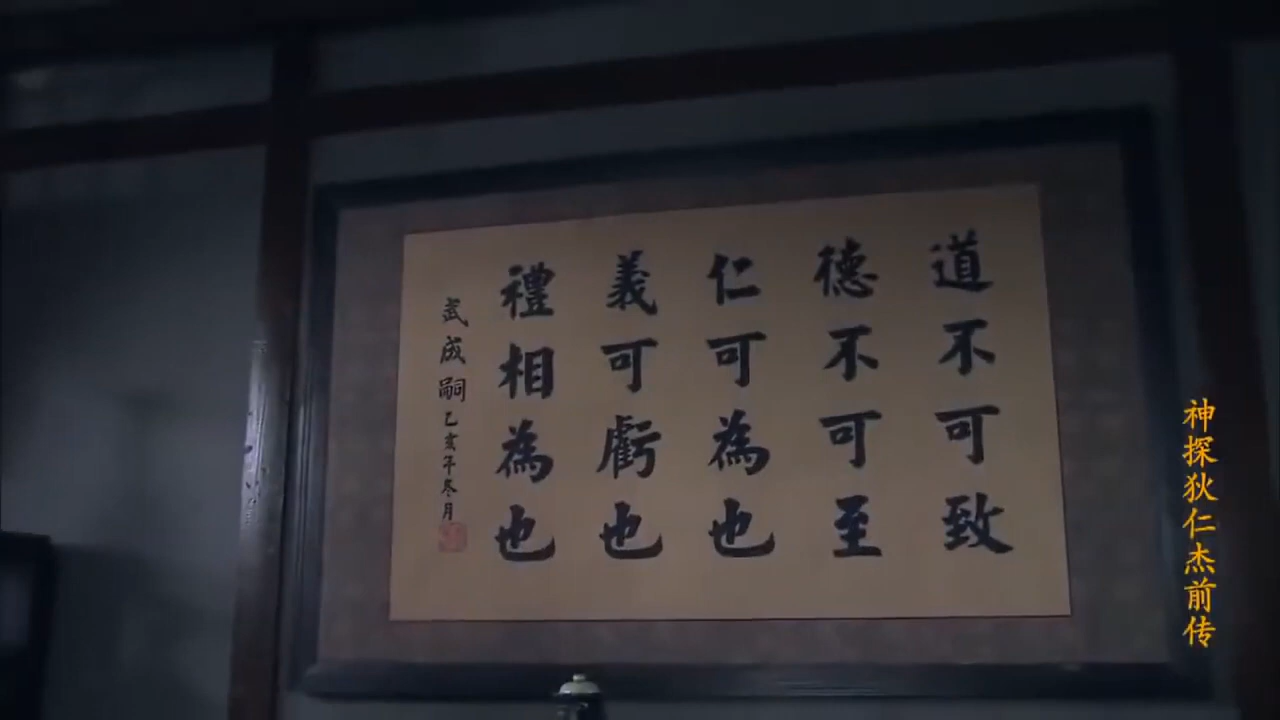 道不可致
德不可至
仁可為也
義可虧也
禮相為也
武成嗣乙亥年冬月
神探狄仁杰前传